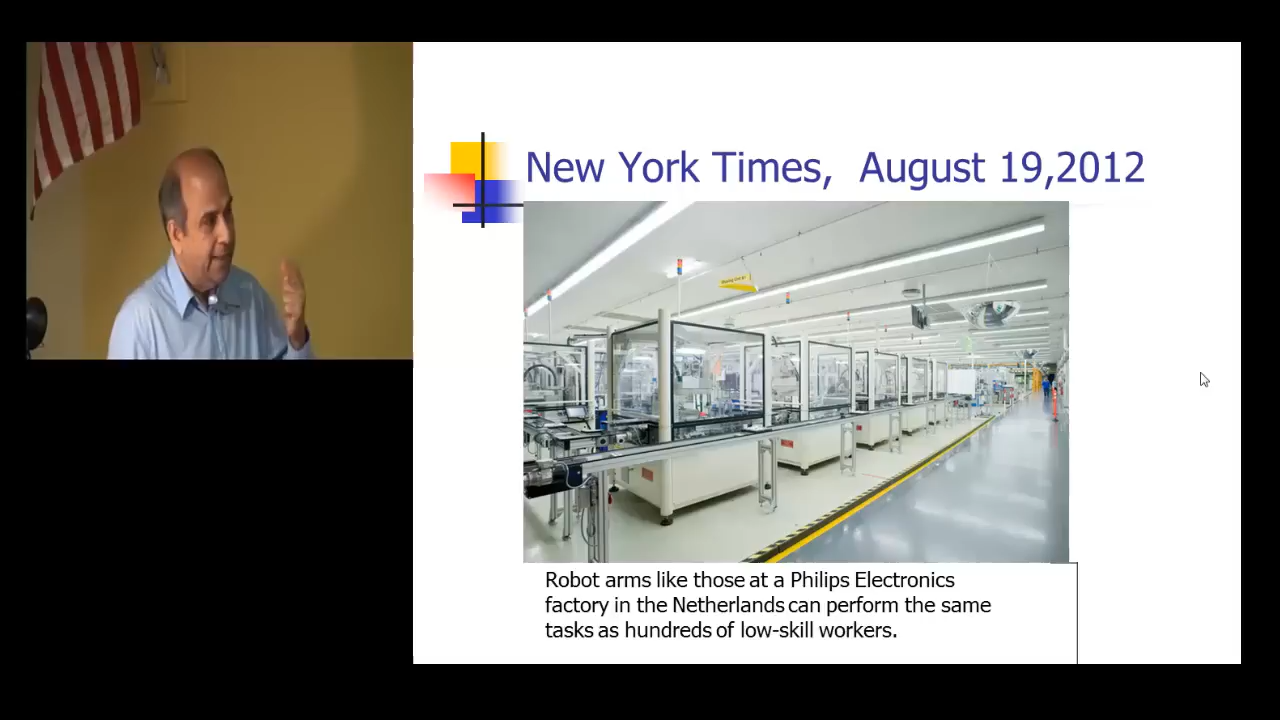 New York Times,  August 19,2012
Robot arms like those at a Philips Electronics
factory in the Netherlands can perform the same
tasks as hundreds of low-skill workers.